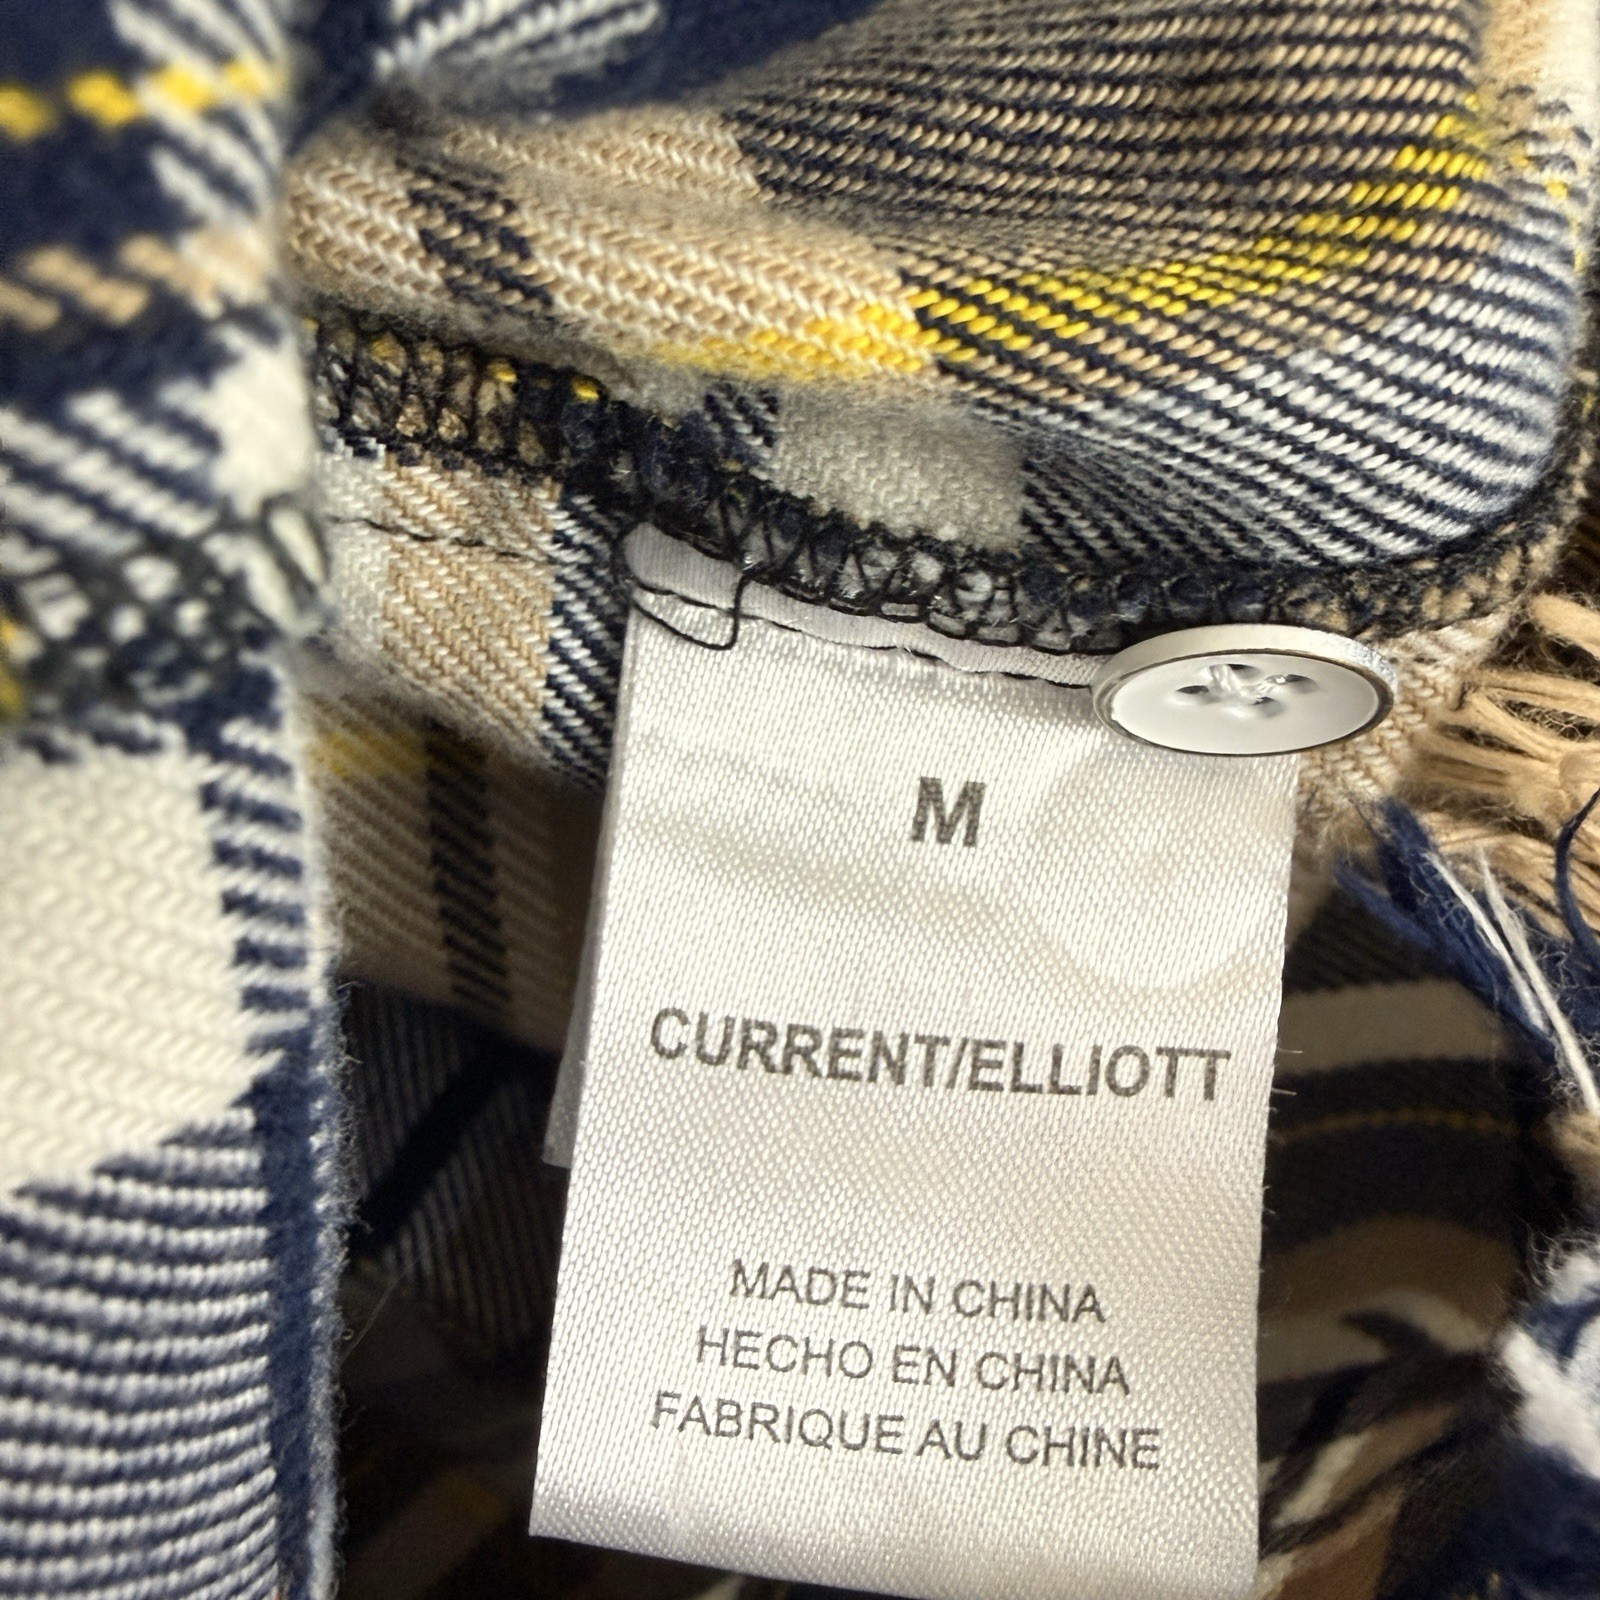 M
CURRENT/ELLIOTT
MADE IN CHINA
HECHO EN CHINA
FABRIQUE AU CHINE